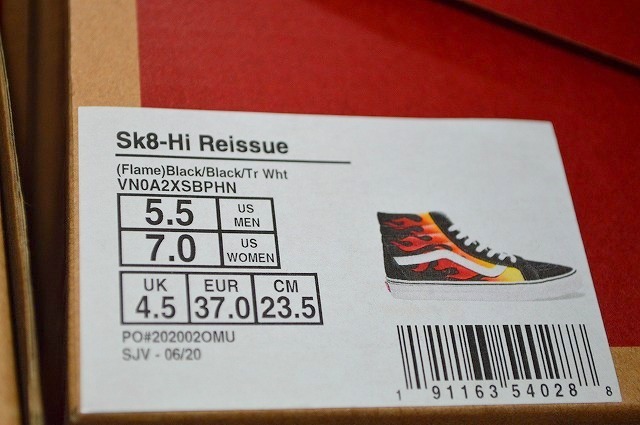 Sk8-Hi Reissue
(Flame)Black/Black/Tr Wht
VN0A2XSBPHN
5.5 US MEN
7.0 US WOMEN
UK EUR CM
4.5 37.0 23.5
PO#202002OMU
SJV - 06/20
1 91163 54028 8